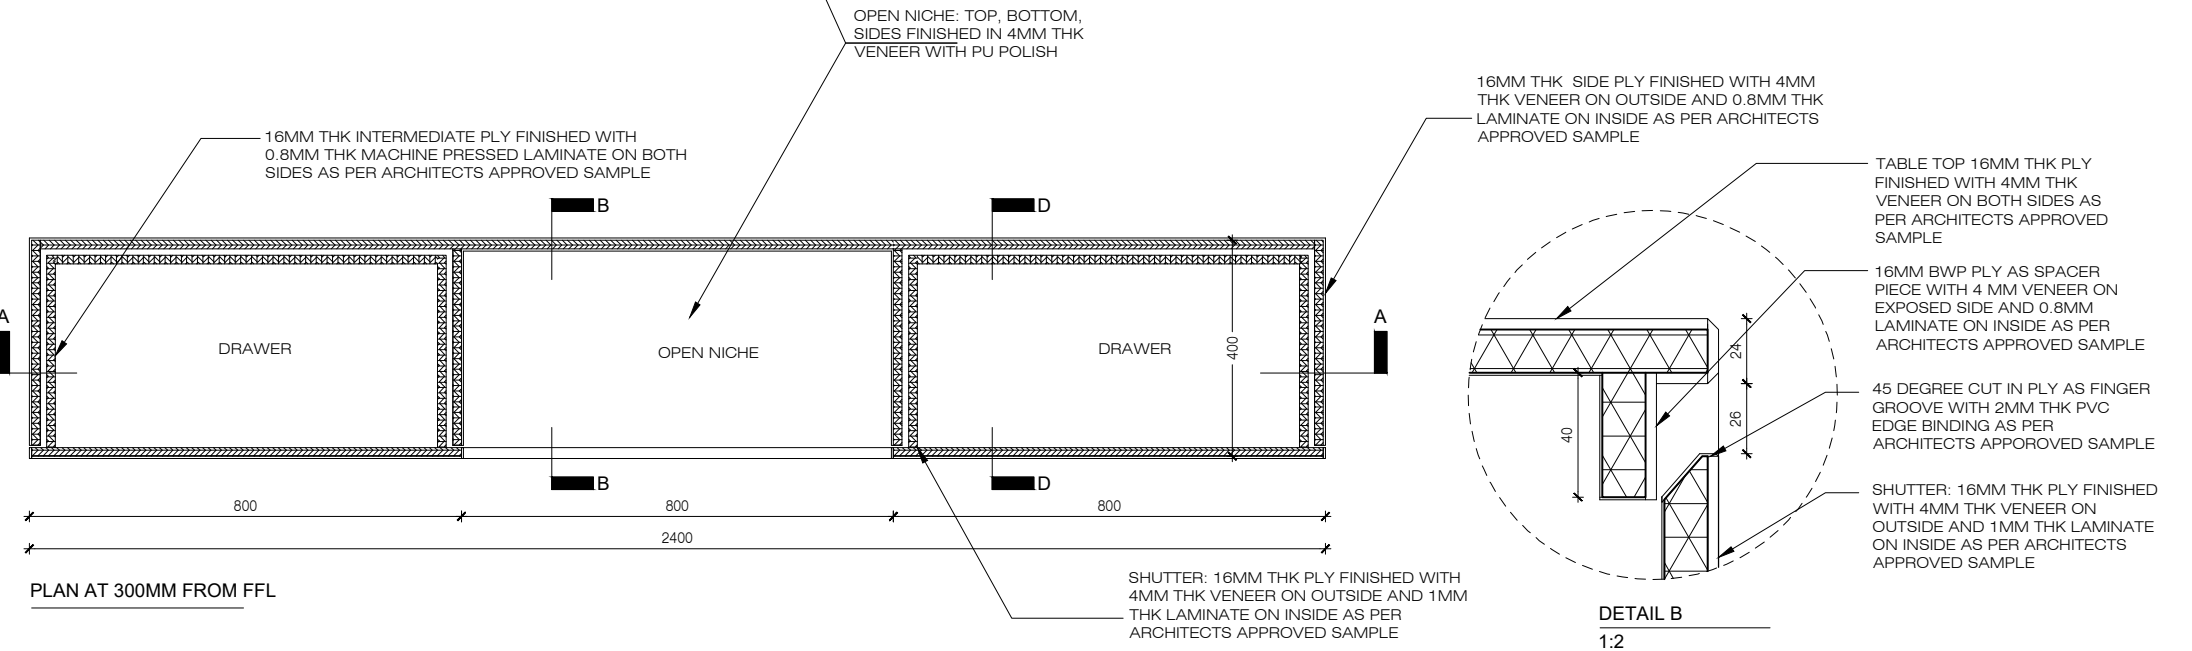 OPEN NICHE: TOP, BOTTOM,
SIDES FINISHED IN 4MM THK
VENEER WITH PU POLISH
16MM THK INTERMEDIATE PLY FINISHED WITH
0.8MM THK MACHINE PRESSED LAMINATE ON BOTH
SIDES AS PER ARCHITECTS APPROVED SAMPLE
16MM THK SIDE PLY FINISHED WITH 4MM
THK VENEER ON OUTSIDE AND 0.8MM THK
LAMINATE ON INSIDE AS PER ARCHITECTS
APPROVED SAMPLE
B
D
A
DRAWER
OPEN NICHE
DRAWER
400
A
B
D
800
800
800
2400
PLAN AT 300MM FROM FFL
SHUTTER: 16MM THK PLY FINISHED WITH
4MM THK VENEER ON OUTSIDE AND 1MM
THK LAMINATE ON INSIDE AS PER
ARCHITECTS APPROVED SAMPLE
TABLE TOP 16MM THK PLY
FINISHED WITH 4MM THK
VENEER ON BOTH SIDES AS
PER ARCHITECTS APPROVED
SAMPLE
16MM BWP PLY AS SPACER
PIECE WITH 4 MM VENEER ON
EXPOSED SIDE AND 0.8MM
LAMINATE ON INSIDE AS PER
ARCHITECTS APPROVED SAMPLE
24
26
40
45 DEGREE CUT IN PLY AS FINGER
GROOVE WITH 2MM THK PVC
EDGE BINDING AS PER
ARCHITECTS APPOROVED SAMPLE
SHUTTER: 16MM THK PLY FINISHED
WITH 4MM THK VENEER ON
OUTSIDE AND 1MM THK LAMINATE
ON INSIDE AS PER ARCHITECTS
APPROVED SAMPLE
DETAIL B
1:2